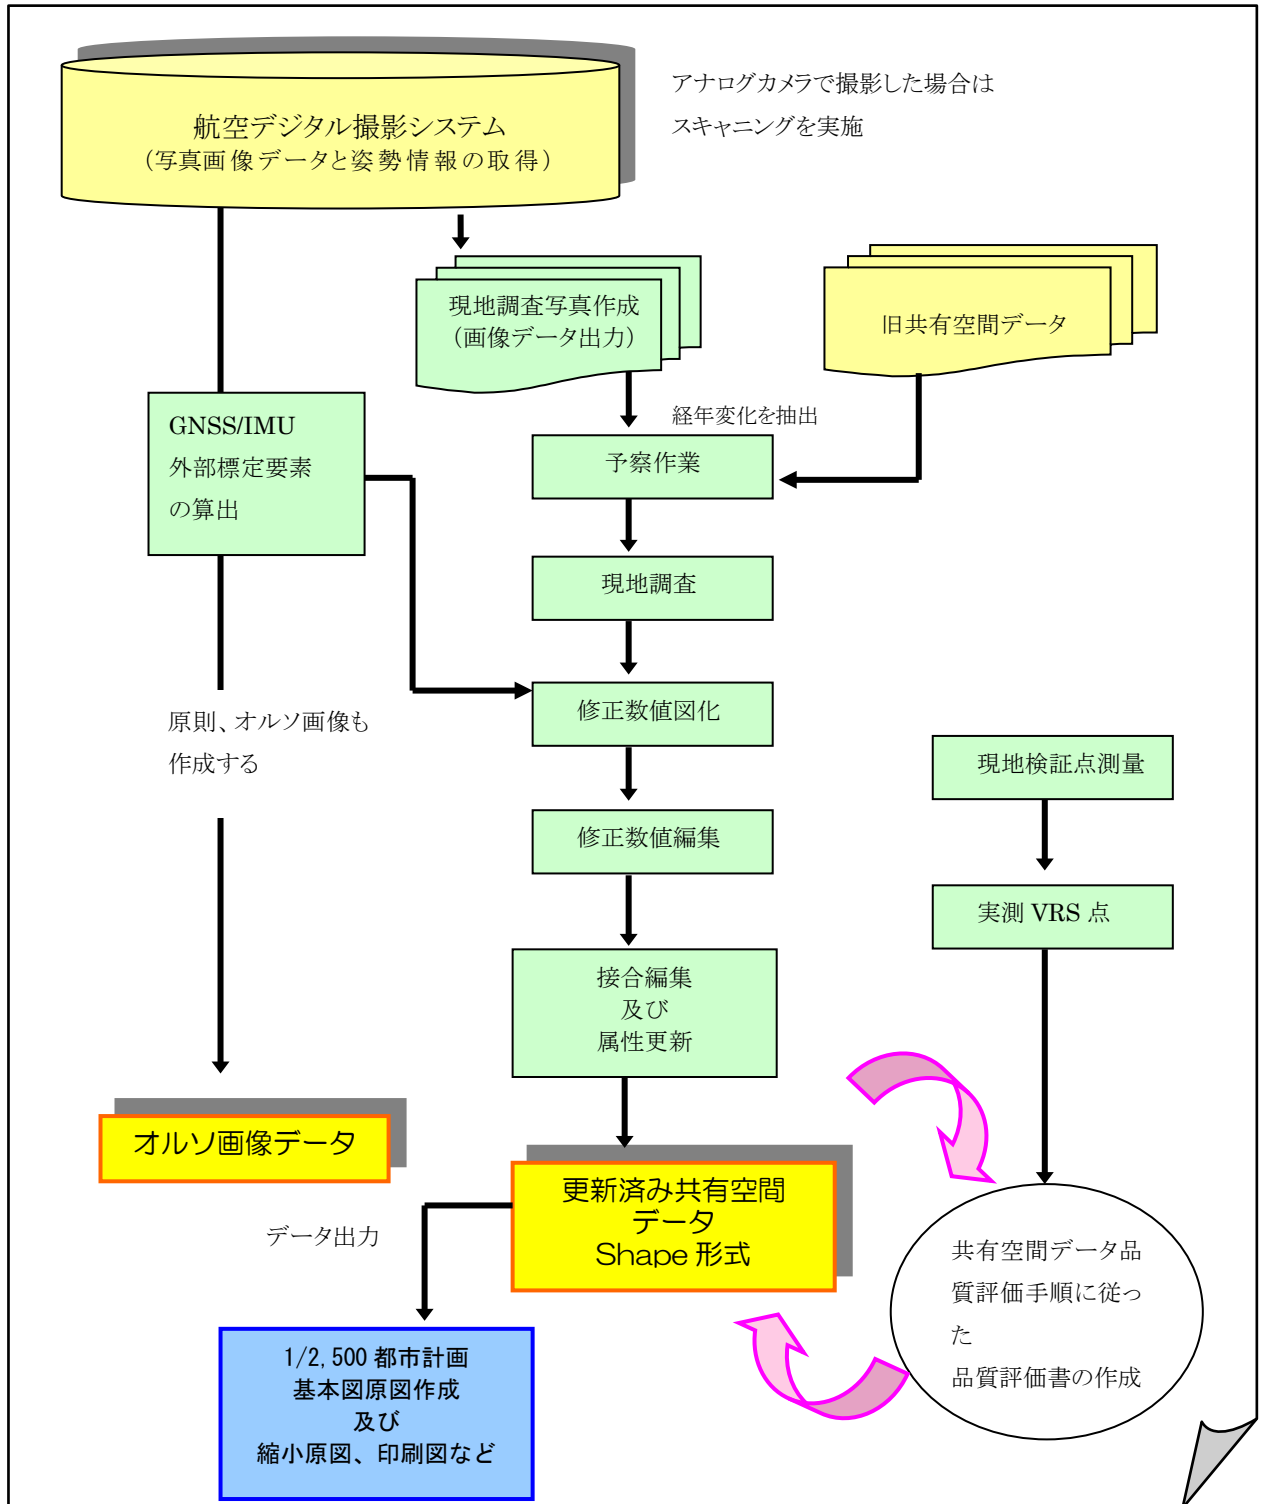 アナログカメラで撮影した場合は
スキャニングを実施
航空デジタル撮影システム
（写真画像データと姿勢情報の取得）
現地調査写真作成
（画像データ出力）
旧共有空間データ
経年変化を抽出
GNSS/IMU
外部標定要素
の算出
予察作業
現地調査
修正数値図化
原則、オルソ画像も
作成する
現地検証点測量
修正数値編集
実測 VRS 点
接合編集
及び
属性更新
オルソ画像データ
更新済み共有空間
データ
Shape 形式
データ出力
共有空間データ品
質評価手順に従っ
た
品質評価書の作成
1/2,500 都市計画
基本図原図作成
及び
縮小原図、印刷図など